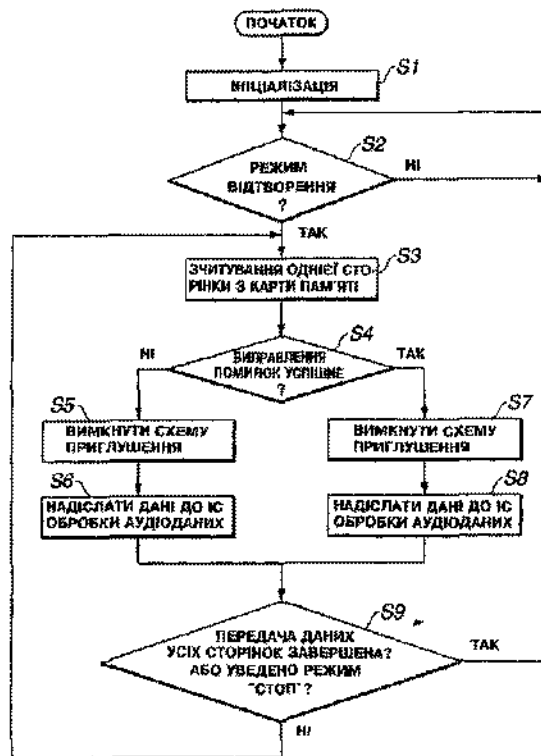 ПОЧАТОК
S1
ІНІЦІАЛІЗАЦІЯ
S2
РЕЖИМ
ВІДТВОРЕННЯ
?
НІ
ТАК
S3
ЗЧИТУВАННЯ ОДНІЄЇ СТО-
РІНКИ З КАРТИ ПАМ'ЯТІ
S4
НІ
ВИПРАВЛЕННЯ
ПОМИЛОК УСПІШНЕ
?
ТАК
S5
ВИМКНУТИ СХЕМУ
ПРИГЛУШЕННЯ
S7
ВИМКНУТИ СХЕМУ
ПРИГЛУШЕННЯ
S6
НАДІСЛАТИ ДАНІ ДО ІС
ОБРОБКИ АУДІОДАНИХ
S8
НАДІСЛАТИ ДАНІ ДО ІС
ОБРОБКИ АУДІОДАНИХ
S9
ПЕРЕДАЧА ДАНИХ
УСІХ СТОРІНОК ЗАВЕРШЕНА?
АБО УВЕДЕНО РЕЖИМ
"СТОП" ?
ТАК
НІ